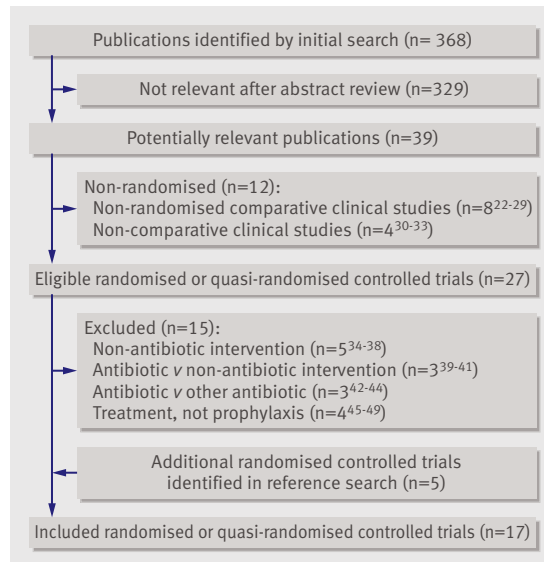 Publications identified by initial search (n= 368)
Not relevant after abstract review (n=329)
Potentially relevant publications (n=39)
Non-randomised (n=12):
Non-randomised comparative clinical studies (n=8²²⁻²⁹)
Non-comparative clinical studies (n=4³⁰⁻³³)
Eligible randomised or quasi-randomised controlled trials (n=27)
Excluded (n=15):
Non-antibiotic intervention (n=5³⁴⁻³⁸)
Antibiotic v non-antibiotic intervention (n=3³⁹⁻⁴¹)
Antibiotic v other antibiotic (n=3⁴²⁻⁴⁴)
Treatment, not prophylaxis (n=4⁴⁵⁻⁴⁹)
Additional randomised controlled trials
identified in reference search (n=5)
Included randomised or quasi-randomised controlled trials (n=17)